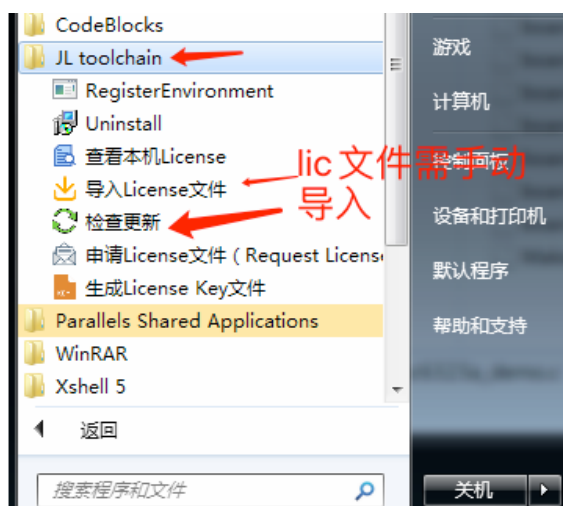 CodeBlocks
JL toolchain
RegisterEnvironment
Uninstall
查看本机License
导入License文件
检查更新
申请License文件 ( Request Licens
生成License Key文件
Parallels Shared Applications
WinRAR
Xshell 5
返回
搜索程序和文件
lic 文件需手动
导入
游戏
计算机
控制面板
设备和打印机
默认程序
帮助和支持
关机